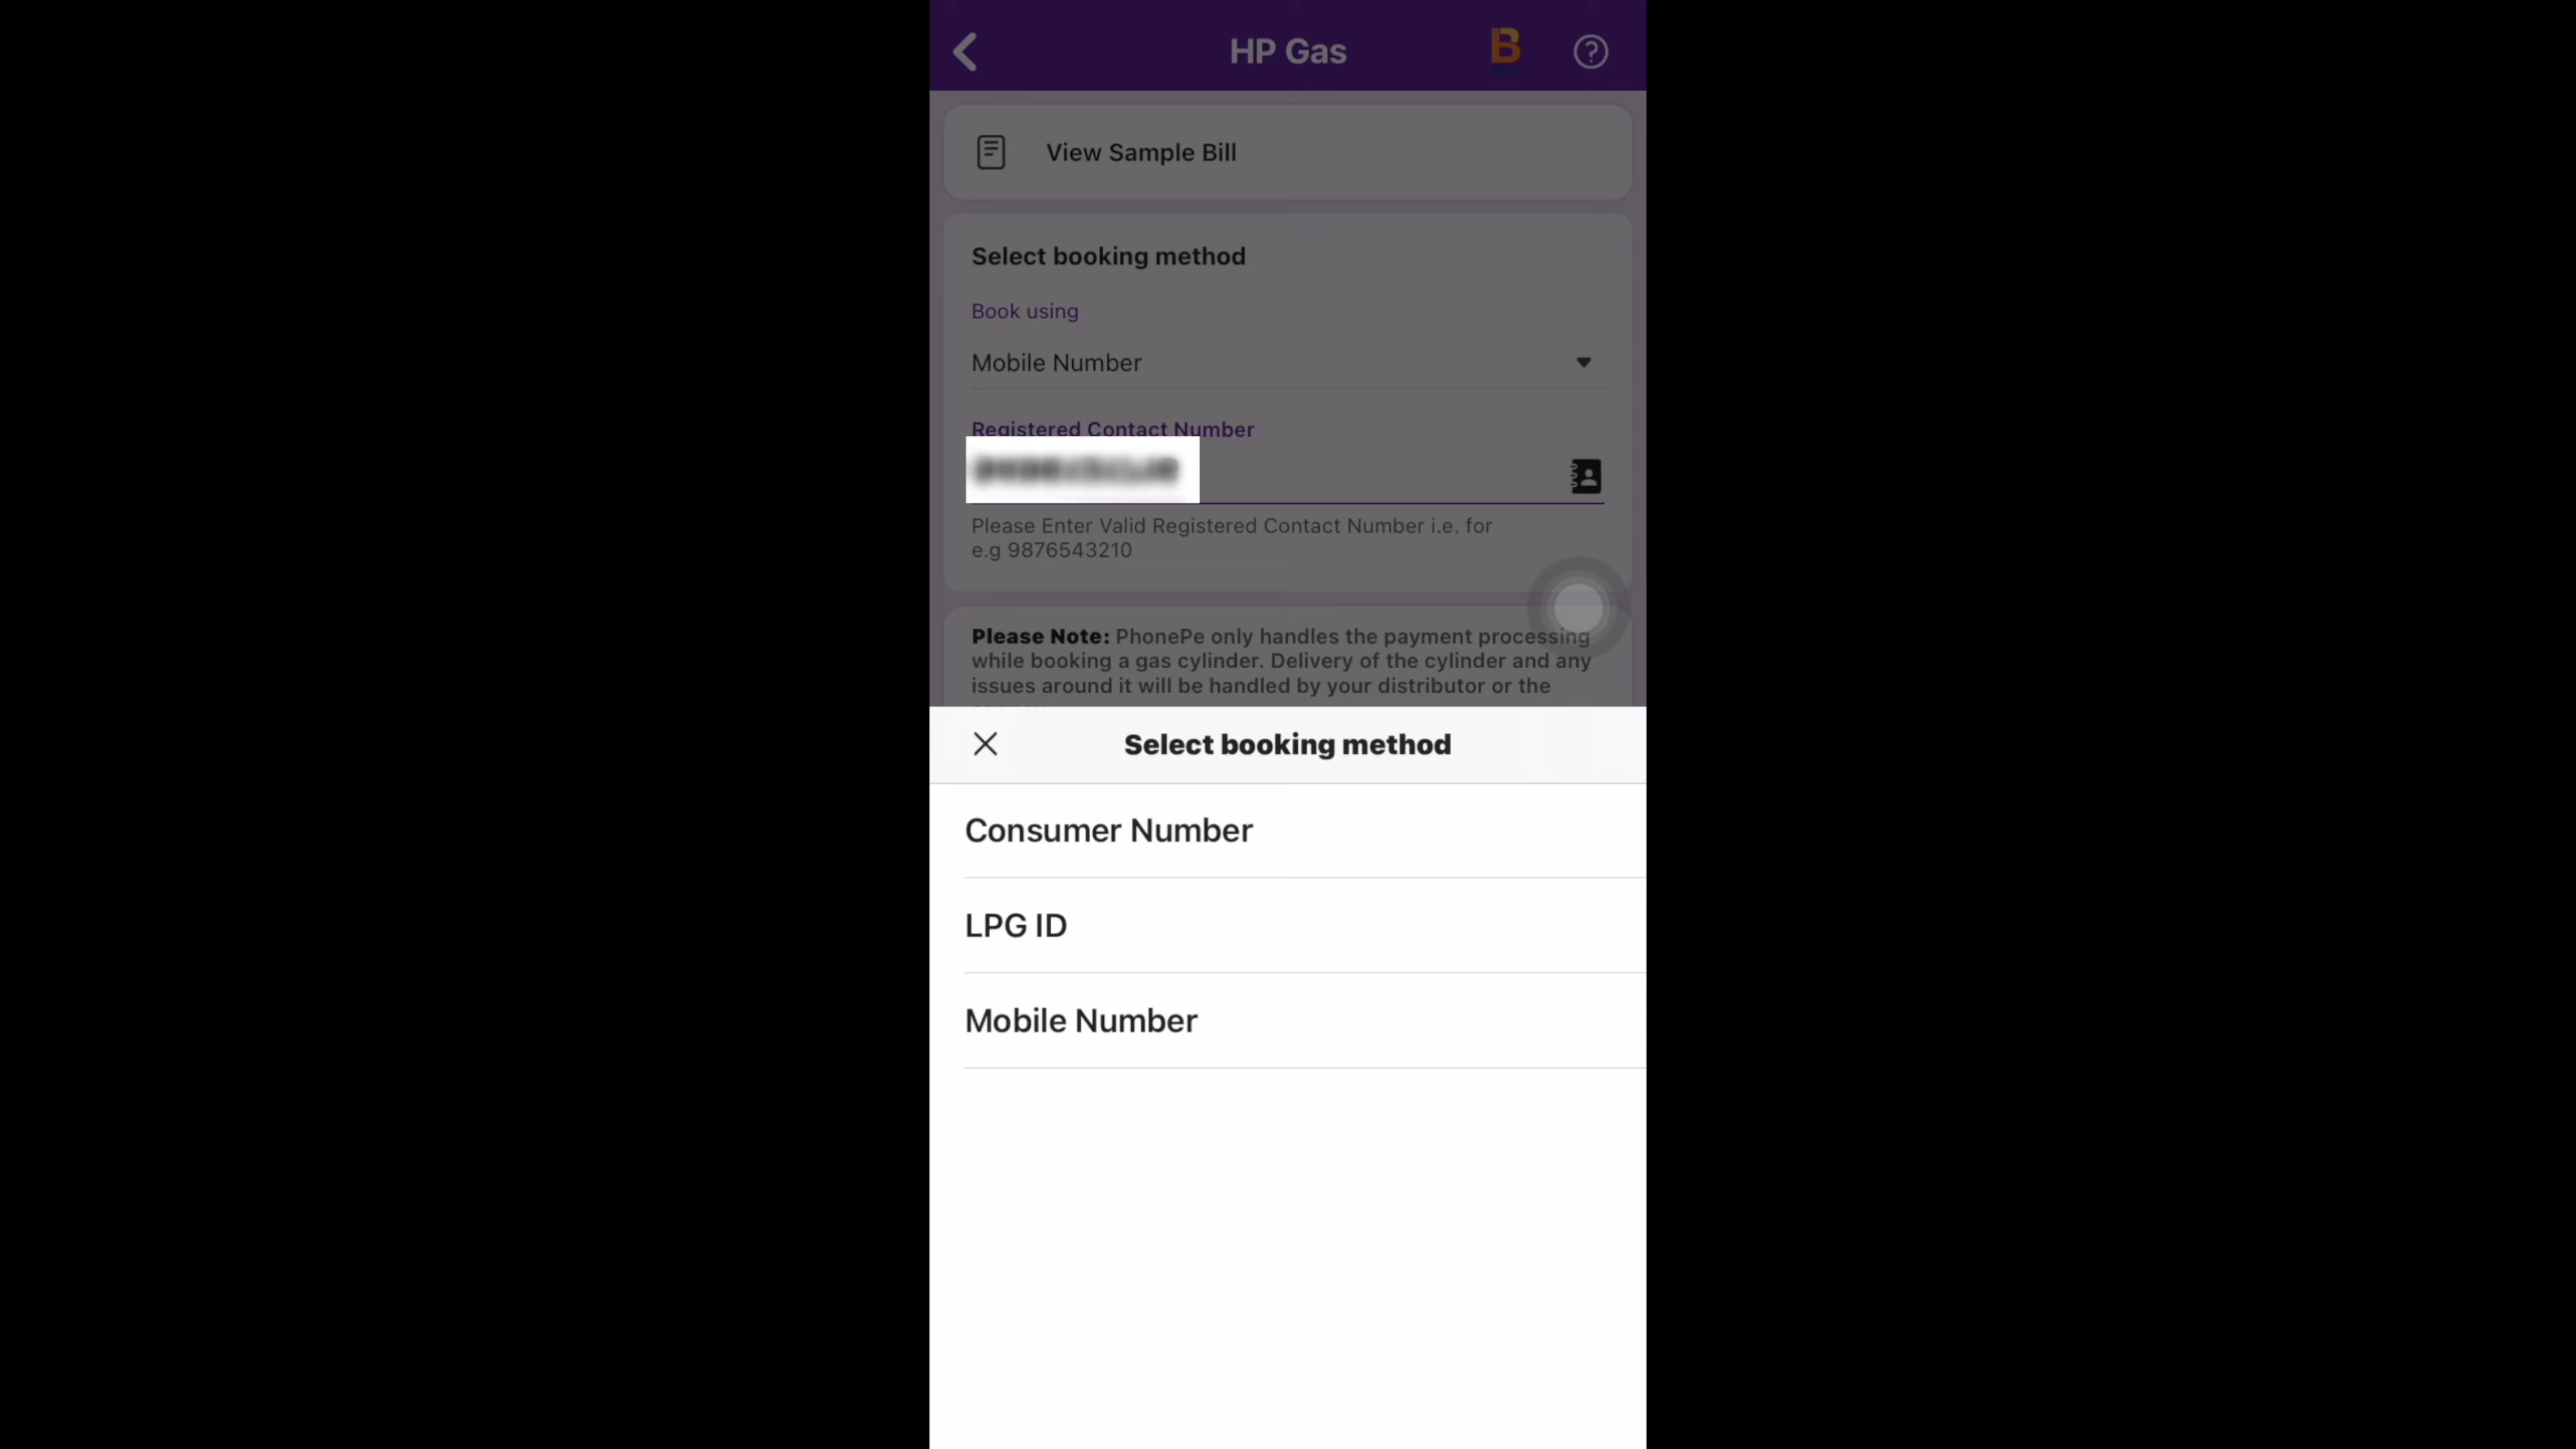 HP Gas
B
View Sample Bill
Select booking method
Book using
Mobile Number
Registered Contact Number
Please Enter Valid Registered Contact Number i.e. for
e.g 9876543210
Please Note: PhonePe only handles the payment processing
while booking a gas cylinder. Delivery of the cylinder and any
issues around it will be handled by your distributor or the
Select booking method
Consumer Number
LPG ID
Mobile Number